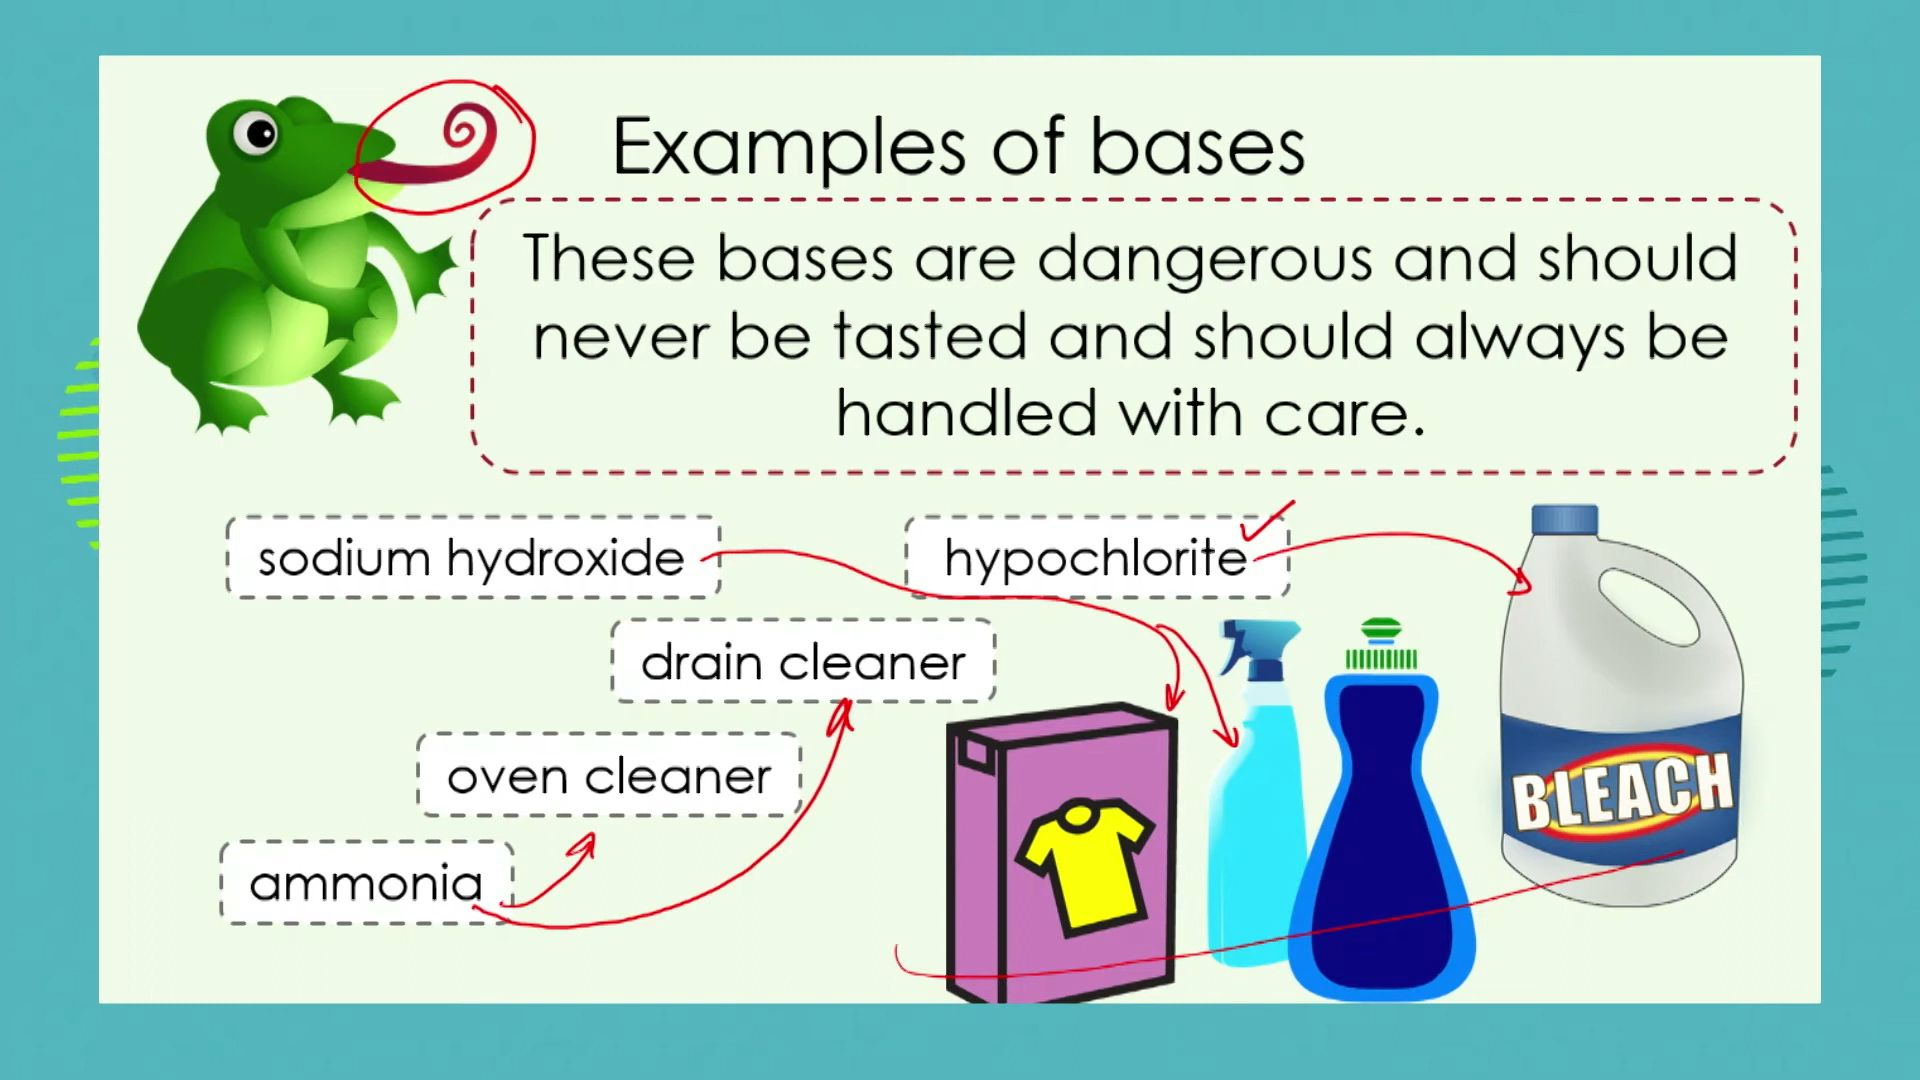 Examples of bases
These bases are dangerous and should
never be tasted and should always be
handled with care.
sodium hydroxide
hypochlorite
drain cleaner
oven cleaner
ammonia
BLEACH